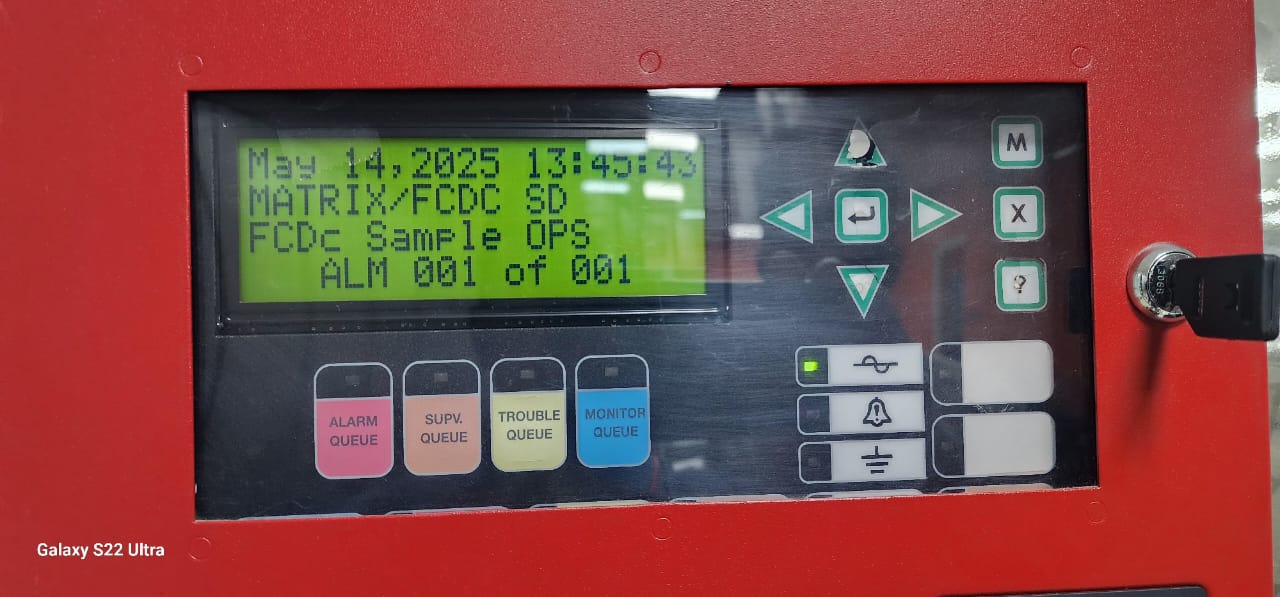 May 14,2025 13:45:43
MATRIX/FCDC SD
FCDc Sample OPS
ALM 001 of 001
M
X
?
ALARM
QUEUE
SUPV.
QUEUE
TROUBLE
QUEUE
MONITOR
QUEUE
Galaxy S22 Ultra